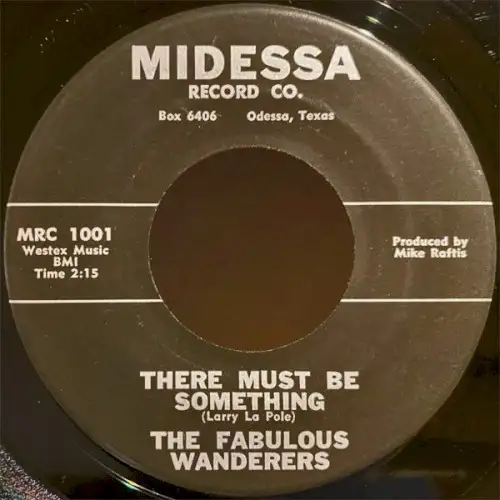 MIDESSA
RECORD CO.
Box 6406 Odessa, Texas
MRC 1001
Westex Music
BMI
Time 2:15
Produced by
Mike Raftis
THERE MUST BE
SOMETHING
(Larry La Pole)
THE FABULOUS
WANDERERS